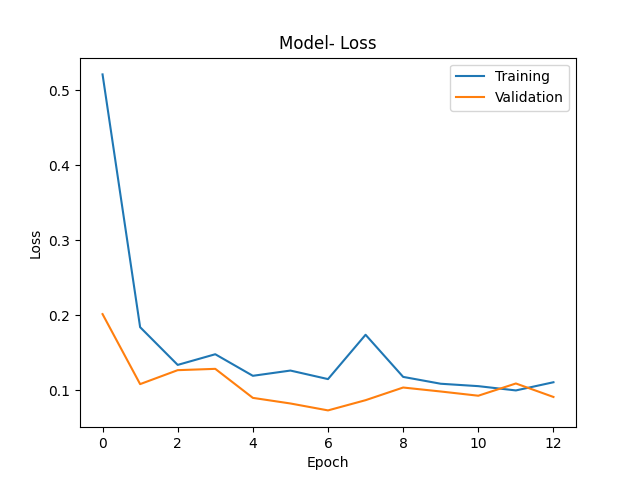 Model- Loss
Training
Validation
0.5
0.4
0.3
0.2
0.1
Loss
0 2 4 6 8 10 12
Epoch